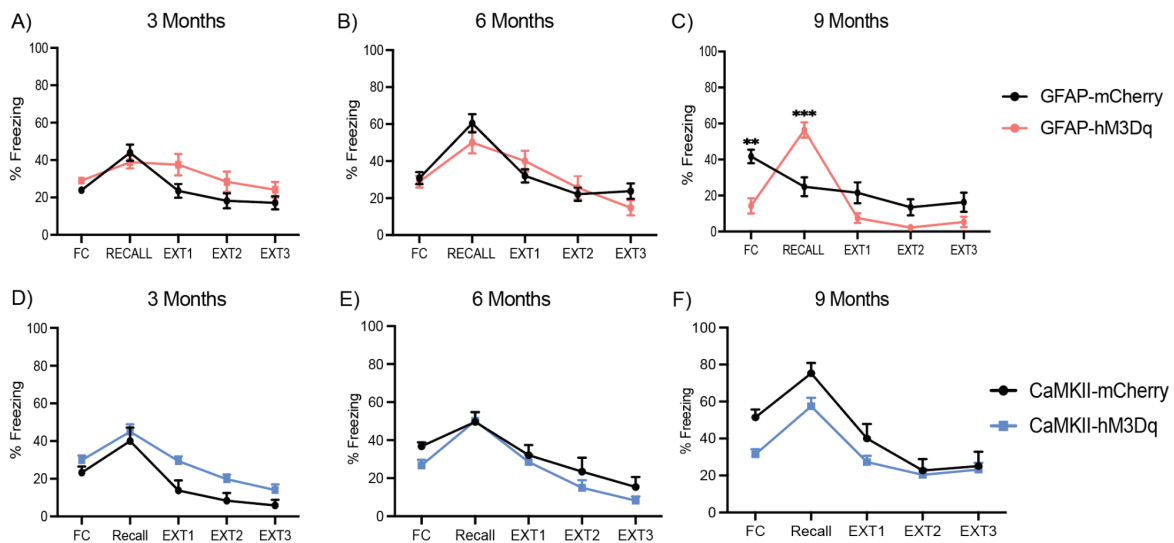 A) 3 Months
100
80
60
40
20
0
% Freezing
FC RECALL EXT1 EXT2 EXT3
B) 6 Months
100
80
60
40
20
0
% Freezing
FC RECALL EXT1 EXT2 EXT3
C) 9 Months
100
80
60
40
20
0
% Freezing
** ***
FC RECALL EXT1 EXT2 EXT3
GFAP-mCherry
GFAP-hM3Dq
D) 3 Months
100
80
60
40
20
0
% Freezing
FC Recall EXT1 EXT2 EXT3
E) 6 Months
100
80
60
40
20
0
% Freezing
FC Recall EXT1 EXT2 EXT3
F) 9 Months
100
80
60
40
20
0
% Freezing
FC Recall EXT1 EXT2 EXT3
CaMKII-mCherry
CaMKII-hM3Dq